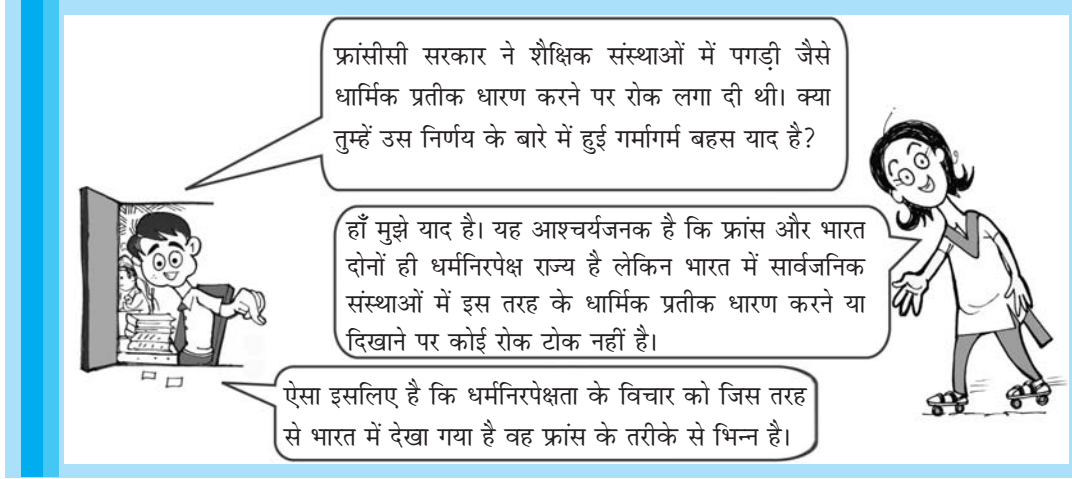 फ्रांसीसी सरकार ने शैक्षिक संस्थाओं में पगड़ी जैसे
धार्मिक प्रतीक धारण करने पर रोक लगा दी थी। क्या
तुम्हें उस निर्णय के बारे में हुई गर्मागर्म बहस याद है?
हाँ मुझे याद है। यह आश्चर्यजनक है कि फ्रांस और भारत
दोनों ही धर्मनिरपेक्ष राज्य है लेकिन भारत में सार्वजनिक
संस्थाओं में इस तरह के धार्मिक प्रतीक धारण करने या
दिखाने पर कोई रोक टोक नहीं है।
ऐसा इसलिए है कि धर्मनिरपेक्षता के विचार को जिस तरह
से भारत में देखा गया है वह फ्रांस के तरीके से भिन्न है।